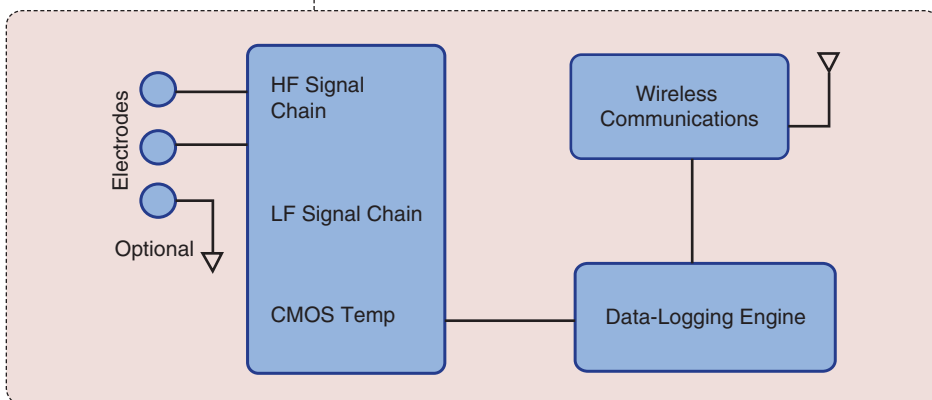 Electrodes
Optional
HF Signal
Chain
LF Signal Chain
CMOS Temp
Wireless
Communications
Data-Logging Engine